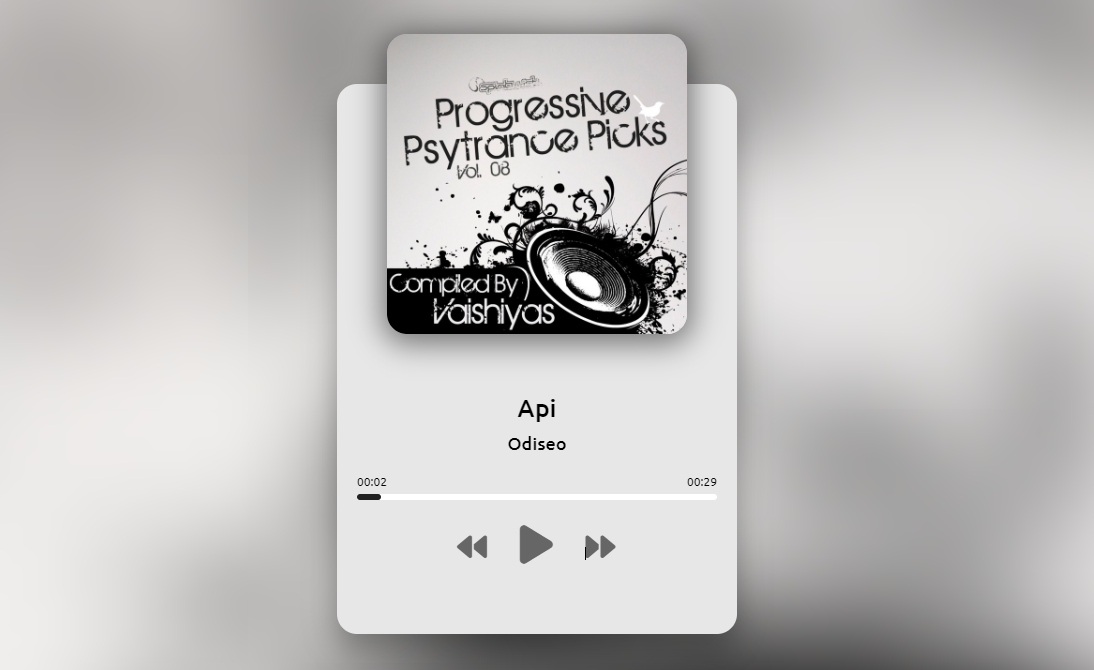 Progressive
Psytrance Picks
Vol. 08
Compiled By
Vaishiyas
Api
Odiseo
00:02
00:29